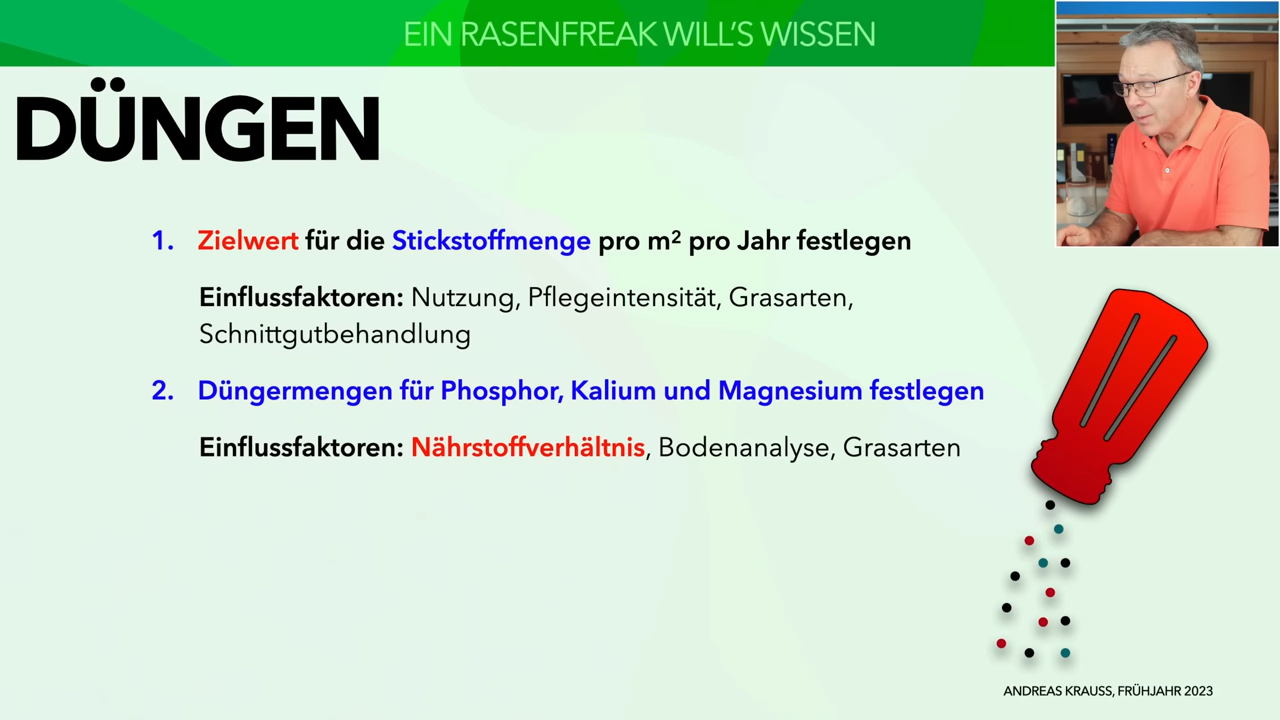 EIN RASENFREAK WILL'S WISSEN
DÜNGEN
1. Zielwert für die Stickstoffmenge pro m² pro Jahr festlegen
Einflussfaktoren: Nutzung, Pflegeintensität, Grasarten,
Schnittgutbehandlung
2. Düngermengen für Phosphor, Kalium und Magnesium festlegen
Einflussfaktoren: Nährstoffverhältnis, Bodenanalyse, Grasarten
ANDREAS KRAUSS, FRÜHJAHR 2023